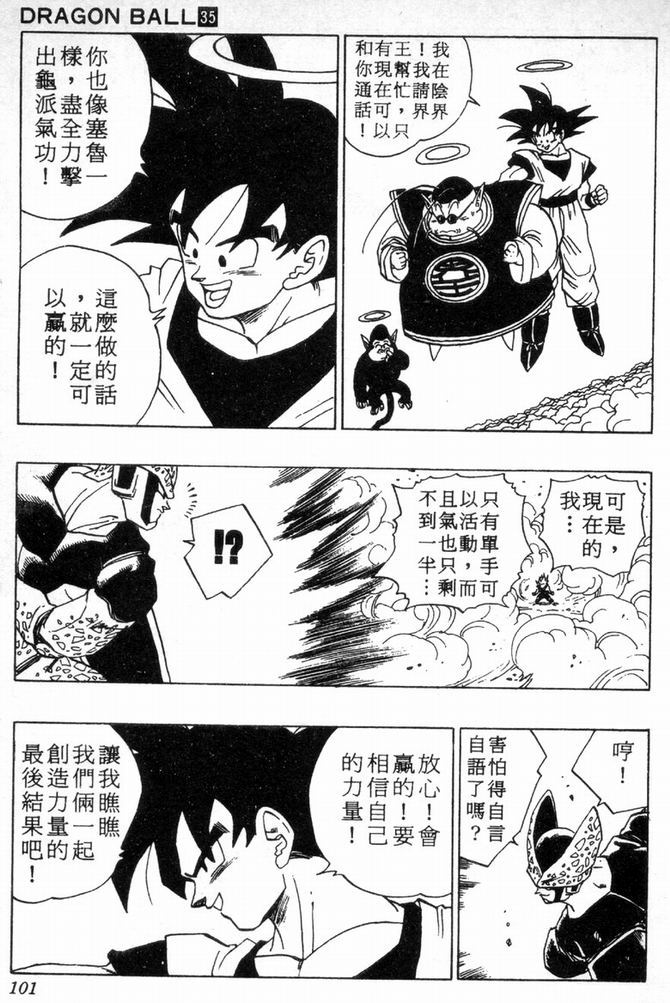 DRAGON BALL 35
我在陰界
！我請界
王幫忙，只
有現在可以
和你通話！
你也像塞魯一
樣，盡全力擊
出龜派氣功！
這麼做的話
，就一定可
以贏的！
可是，
現在的
我…
只有單手可
以活動，而
且氣也只剩
不到一半…
!?
哼！
害怕得自言
自語了嗎？
放心！會
贏的！要
相信自己
的力量！
讓我瞧瞧
我們倆一起
創造力量的
最後結果吧！
101